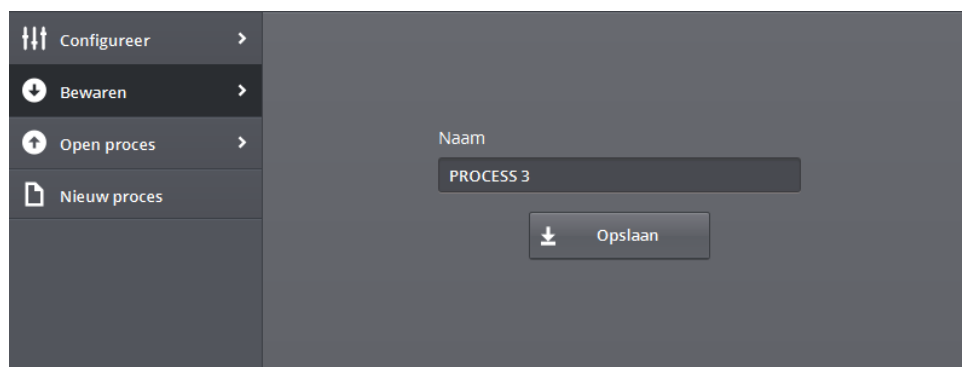 Configureer
Bewaren
Open proces
Nieuw proces
Naam
PROCESS 3
Opslaan